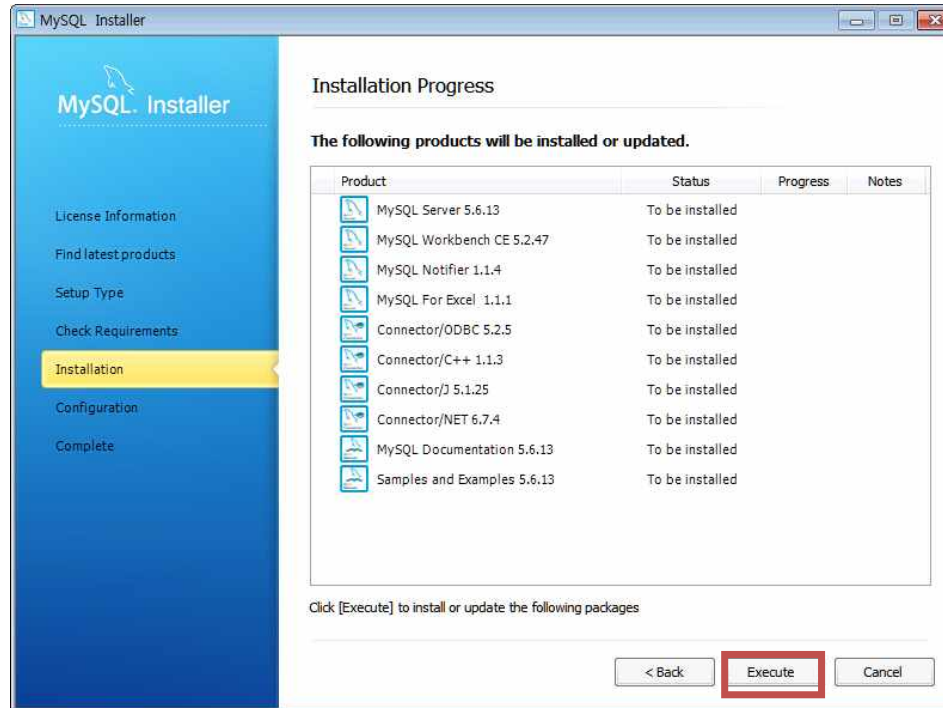 MySQL Installer
MySQL. Installer
License Information
Find latest products
Setup Type
Check Requirements
Installation
Configuration
Complete
Installation Progress
The following products will be installed or updated.
Product Status Progress Notes
MySQL Server 5.6.13 To be installed
MySQL Workbench CE 5.2.47 To be installed
MySQL Notifier 1.1.4 To be installed
MySQL For Excel 1.1.1 To be installed
Connector/ODBC 5.2.5 To be installed
Connector/C++ 1.1.3 To be installed
Connector/J 5.1.25 To be installed
Connector/NET 6.7.4 To be installed
MySQL Documentation 5.6.13 To be installed
Samples and Examples 5.6.13 To be installed
Click [Execute] to install or update the following packages
< Back Execute Cancel